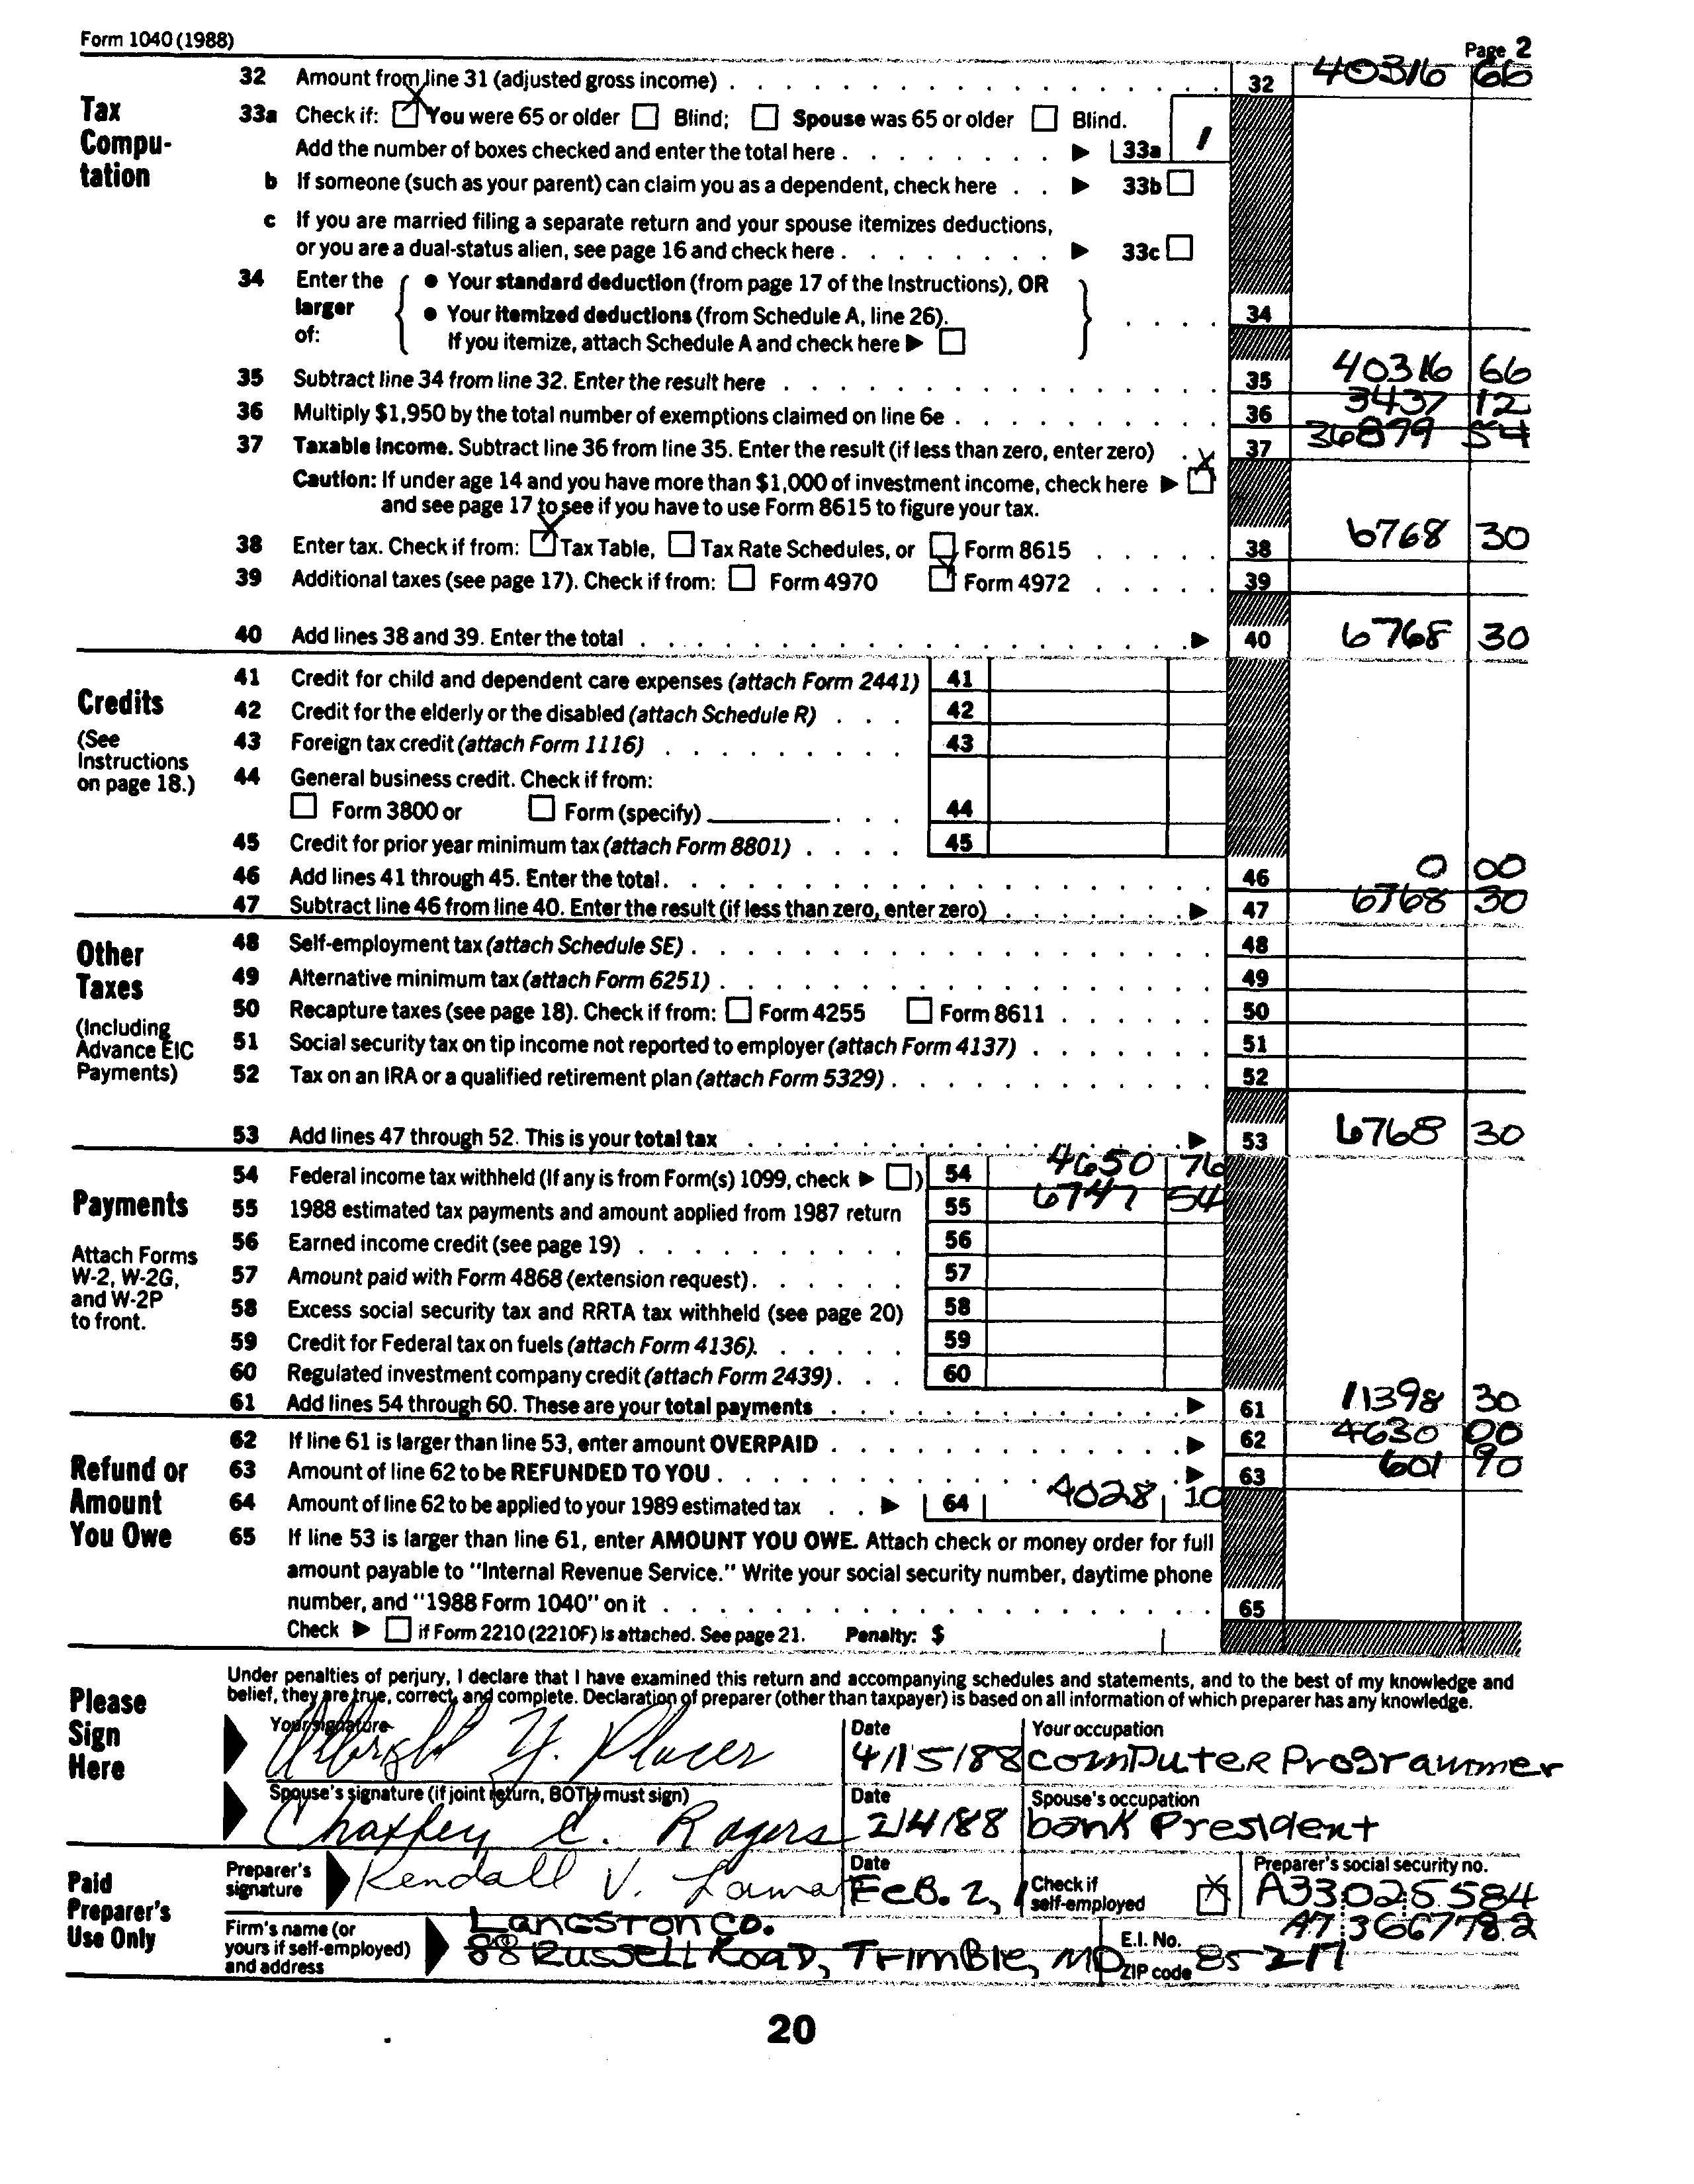 Form 1040 (1988) Page 2
Tax Computation
32 Amount from line 31 (adjusted gross income) 32 40316 66
33a Check if: You were 65 or older Blind; Spouse was 65 or older Blind.
Add the number of boxes checked and enter the total here 33a 1
b If someone (such as your parent) can claim you as a dependent, check here 33b
c If you are married filing a separate return and your spouse itemizes deductions,
or you are a dual-status alien, see page 16 and check here 33c
34 Enter the larger of: • Your standard deduction (from page 17 of the Instructions), OR
• Your itemized deductions (from Schedule A, line 26). 34
If you itemize, attach Schedule A and check here
35 Subtract line 34 from line 32. Enter the result here 35 40316 66
36 Multiply $1,950 by the total number of exemptions claimed on line 6e 36 3437 12
37 Taxable income. Subtract line 36 from line 35. Enter the result (if less than zero, enter zero) 37 36879 54
Caution: If under age 14 and you have more than $1,000 of investment income, check here
and see page 17 to see if you have to use Form 8615 to figure your tax.
38 Enter tax. Check if from: Tax Table, Tax Rate Schedules, or Form 8615 38 6768 30
39 Additional taxes (see page 17). Check if from: Form 4970 Form 4972 39
40 Add lines 38 and 39. Enter the total 40 6768 30
Credits
(See Instructions on page 18.)
41 Credit for child and dependent care expenses (attach Form 2441) 41
42 Credit for the elderly or the disabled (attach Schedule R) 42
43 Foreign tax credit (attach Form 1116) 43
44 General business credit. Check if from:
Form 3800 or Form (specify) 44
45 Credit for prior year minimum tax (attach Form 8801) 45
46 Add lines 41 through 45. Enter the total. 46 0 00
47 Subtract line 46 from line 40. Enter the result (if less than zero, enter zero) 47 6768 30
Other Taxes
(Including Advance EIC Payments)
48 Self-employment tax (attach Schedule SE) 48
49 Alternative minimum tax (attach Form 6251) 49
50 Recapture taxes (see page 18). Check if from: Form 4255 Form 8611 50
51 Social security tax on tip income not reported to employer (attach Form 4137) 51
52 Tax on an IRA or a qualified retirement plan (attach Form 5329) 52
53 Add lines 47 through 52. This is your total tax 53 6768 30
Payments
Attach Forms W-2, W-2G, and W-2P to front.
54 Federal income tax withheld (If any is from Form(s) 1099, check ) 54 4650 76
55 1988 estimated tax payments and amount applied from 1987 return 55 6747 54
56 Earned income credit (see page 19) 56
57 Amount paid with Form 4868 (extension request) 57
58 Excess social security tax and RRTA tax withheld (see page 20) 58
59 Credit for Federal tax on fuels (attach Form 4136). 59
60 Regulated investment company credit (attach Form 2439) 60
61 Add lines 54 through 60. These are your total payments 61 11398 30
Refund or Amount You Owe
62 If line 61 is larger than line 53, enter amount OVERPAID 62 4630 00
63 Amount of line 62 to be REFUNDED TO YOU 63 601 90
64 Amount of line 62 to be applied to your 1989 estimated tax 64 4028 10
65 If line 53 is larger than line 61, enter AMOUNT YOU OWE. Attach check or money order for full
amount payable to "Internal Revenue Service." Write your social security number, daytime phone
number, and "1988 Form 1040" on it 65
Check if Form 2210 (2210F) is attached. See page 21. Penalty: $
Please Sign Here
Under penalties of perjury, I declare that I have examined this return and accompanying schedules and statements, and to the best of my knowledge and
belief, they are true, correct, and complete. Declaration of preparer (other than taxpayer) is based on all information of which preparer has any knowledge.
Your signature Date Your occupation
Albright Y. Placer 4/15/88 computer Programmer
Spouse's signature (if joint return, BOTH must sign) Date Spouse's occupation
Chaffey C. Rogers 2/4/88 bank President
Paid Preparer's Use Only
Preparer's signature Date Check if self-employed Preparer's social security no.
Kendall V. Lamar Feb. 2, 1 A33025584
Firm's name (or yours if self-employed) and address E.I. No. ZIP code
Langston Co. A73667782
88 Russell Road, Trimble, MD 85217
20